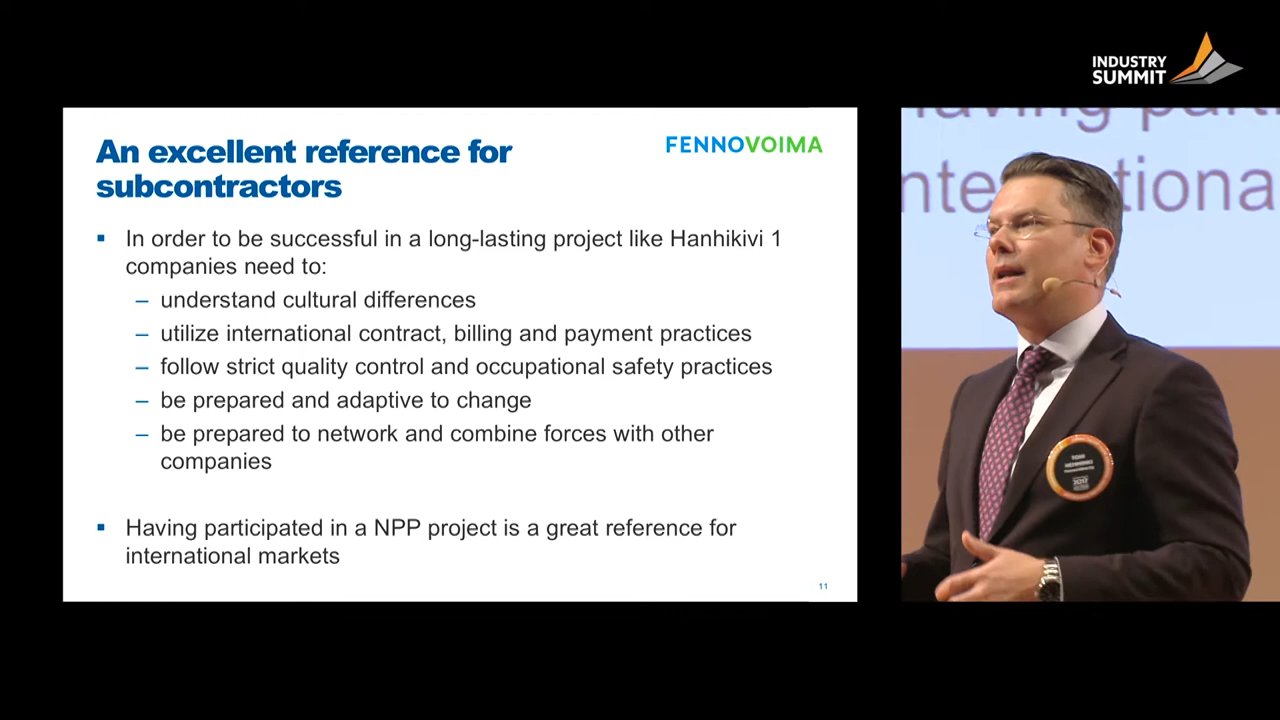 INDUSTRY
SUMMIT
An excellent reference for
subcontractors
FENNOVOIMA
▪ In order to be successful in a long-lasting project like Hanhikivi 1
companies need to:
– understand cultural differences
– utilize international contract, billing and payment practices
– follow strict quality control and occupational safety practices
– be prepared and adaptive to change
– be prepared to network and combine forces with other
companies
▪ Having participated in a NPP project is a great reference for
international markets
11
2017